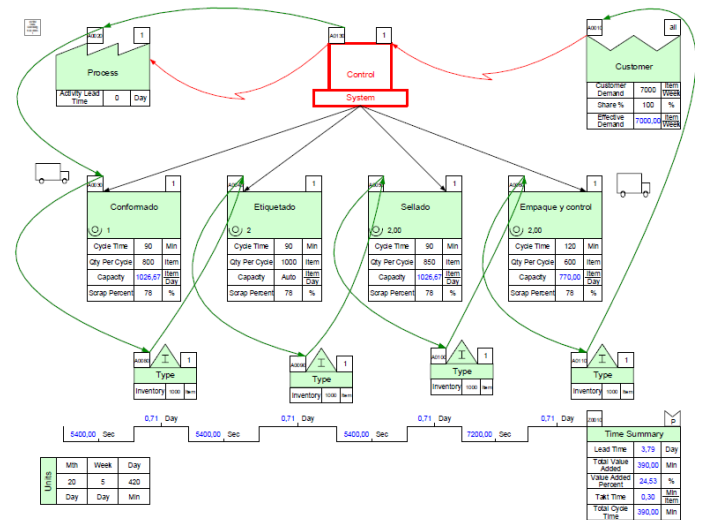 A0020 1
A0130 1
A0010 all
Process
Activity Lead Time 0 Day
Control
System
Customer
Customer Demand 7000 Item Week
Share % 100 %
Effective Demand 7000,00 Item Week
A0030 1
Conformado
1
Cycle Time 90 Min
Qty Per Cycle 800 Item
Capacity 1026,67 Item Day
Scrap Percent 78 %
1
Etiquetado
2
Cycle Time 90 Min
Qty Per Cycle 1000 Item
Capacity Auto Item Day
Scrap Percent 78 %
1
Sellado
2,00
Cycle Time 90 Min
Qty Per Cycle 850 Item
Capacity 1026,67 Item Day
Scrap Percent 78 %
1
Empaque y control
2,00
Cycle Time 120 Min
Qty Per Cycle 600 Item
Capacity 770,00 Item Day
Scrap Percent 78 %
I 1
Type
Inventory 1000 Item
A0090 I 1
Type
Inventory 1000 Item
A0100 I 1
Type
Inventory 1000 Item
A0110 I 1
Type
Inventory 1000 Item
0,71 Day 0,71 Day 0,71 Day 0,71 Day 0,71 Day
5400,00 Sec 5400,00 Sec 5400,00 Sec 7200,00 Sec
P
Time Summary
Lead Time 3,79 Day
Total Value Added 390,00 Min
Value Added Percent 24,53 %
Takt Time 0,30 Min Item
Total Cycle Time 390,00 Min
Units
Mth Week Day
20 5 420
Day Day Min